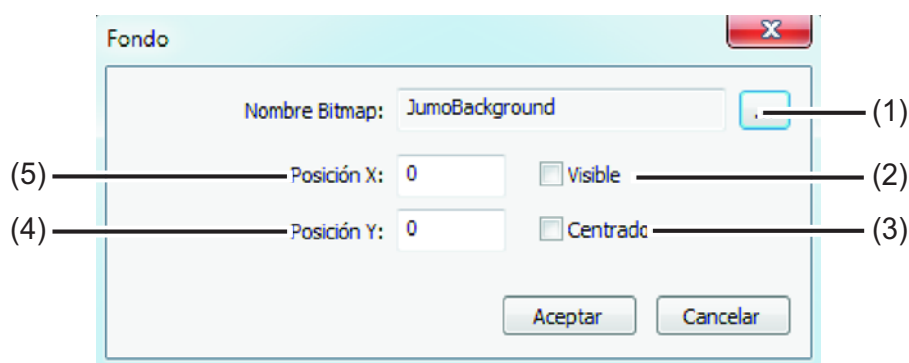 Fondo
Nombre Bitmap: JumoBackground ... (1)
(5) Posición X: 0 Visible (2)
(4) Posición Y: 0 Centrado (3)
Aceptar Cancelar